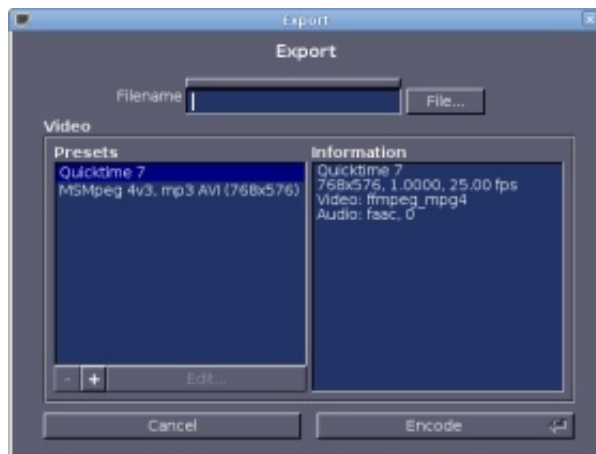 Export
Export
Filename
File...
Video
Presets
Information
Quicktime 7
MSMpeg 4v3, mp3 AVI (768x576)
Quicktime 7
768x576, 1.0000, 25.00 fps
Video: ffmpeg_mpg4
Audio: faac, 0
- + Edit...
Cancel
Encode